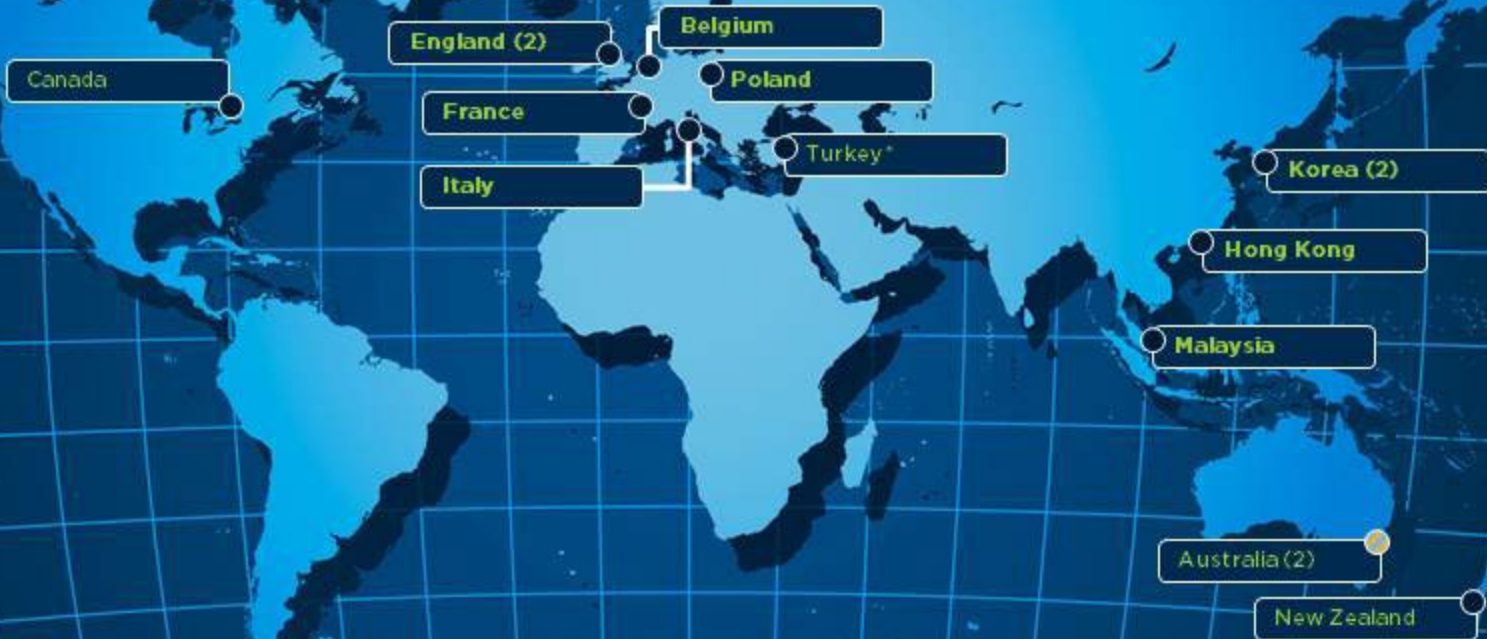 Belgium
England (2)
Canada
Poland
France
Turkey*
Italy
Korea (2)
Hong Kong
Malaysia
Australia (2)
New Zealand